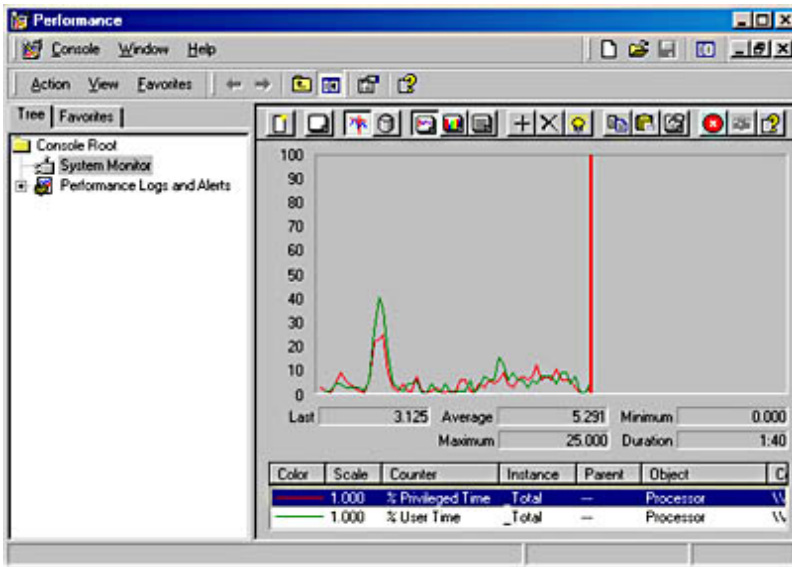 Performance
Console Window Help
Action View Favorites
Tree Favorites
Console Root
System Monitor
Performance Logs and Alerts
100
90
80
70
60
50
40
30
20
10
0
Last 3.125 Average 5.291 Minimum 0.000
Maximum 25.000 Duration 1:40
Color Scale Counter Instance Parent Object C
1.000 % Privileged Time _Total --- Processor \\
1.000 % User Time _Total --- Processor \\